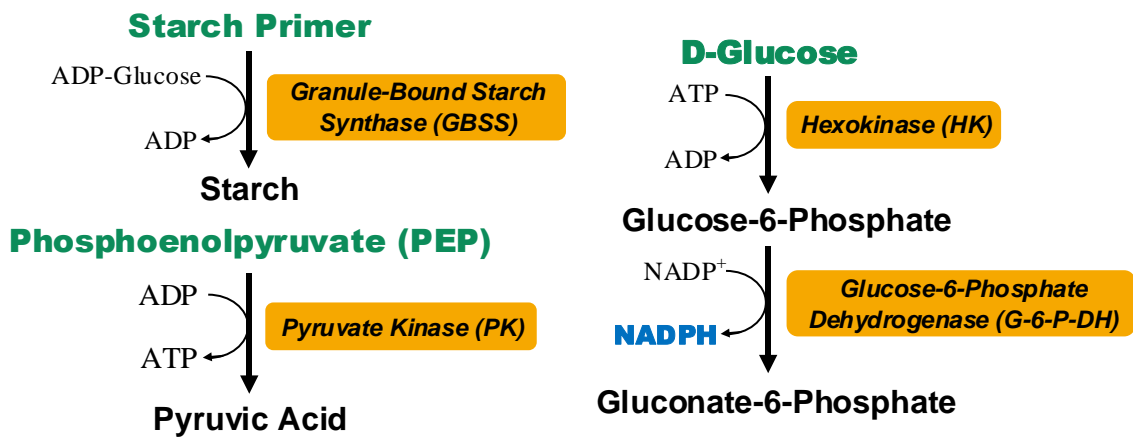 Starch Primer
ADP-Glucose
Granule-Bound Starch
Synthase (GBSS)
ADP
Starch
Phosphoenolpyruvate (PEP)
ADP
Pyruvate Kinase (PK)
ATP
Pyruvic Acid
D-Glucose
ATP
Hexokinase (HK)
ADP
Glucose-6-Phosphate
NADP⁺
Glucose-6-Phosphate
Dehydrogenase (G-6-P-DH)
NADPH
Gluconate-6-Phosphate